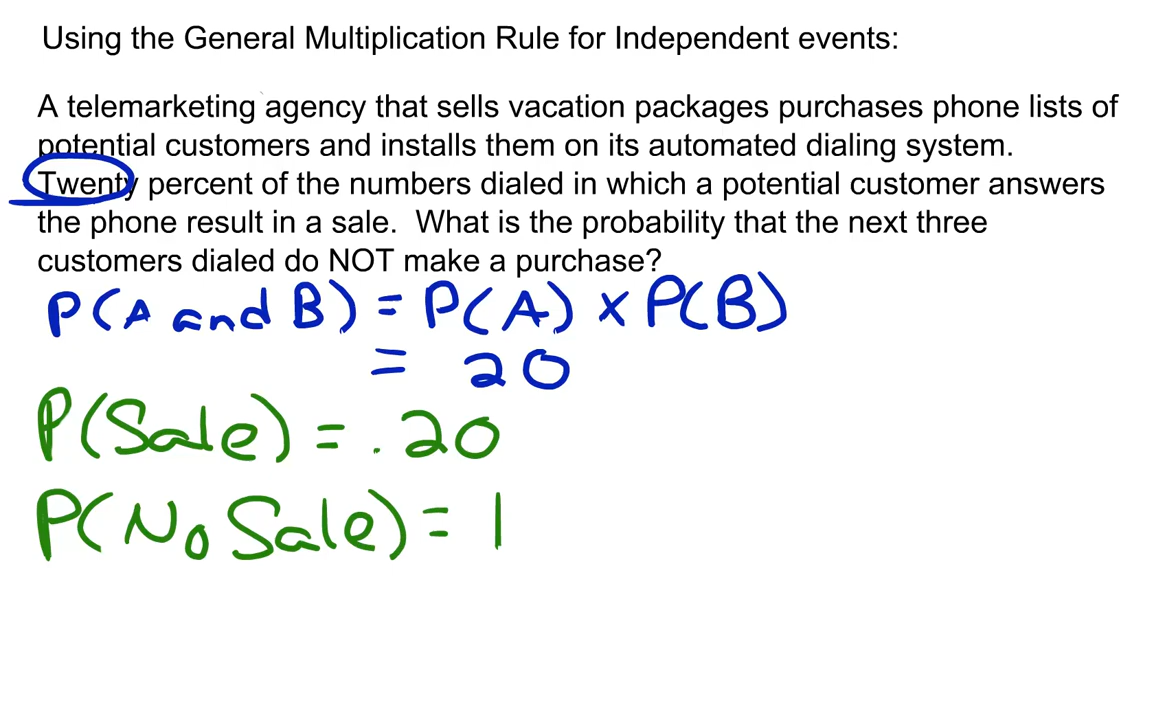 Using the General Multiplication Rule for Independent events:
A telemarketing agency that sells vacation packages purchases phone lists of
potential customers and installs them on its automated dialing system.
Twenty percent of the numbers dialed in which a potential customer answers
the phone result in a sale.  What is the probability that the next three
customers dialed do NOT make a purchase?
P(A and B) = P(A) x P(B)
= 20
P(Sale) = .20
P(No Sale) = 1